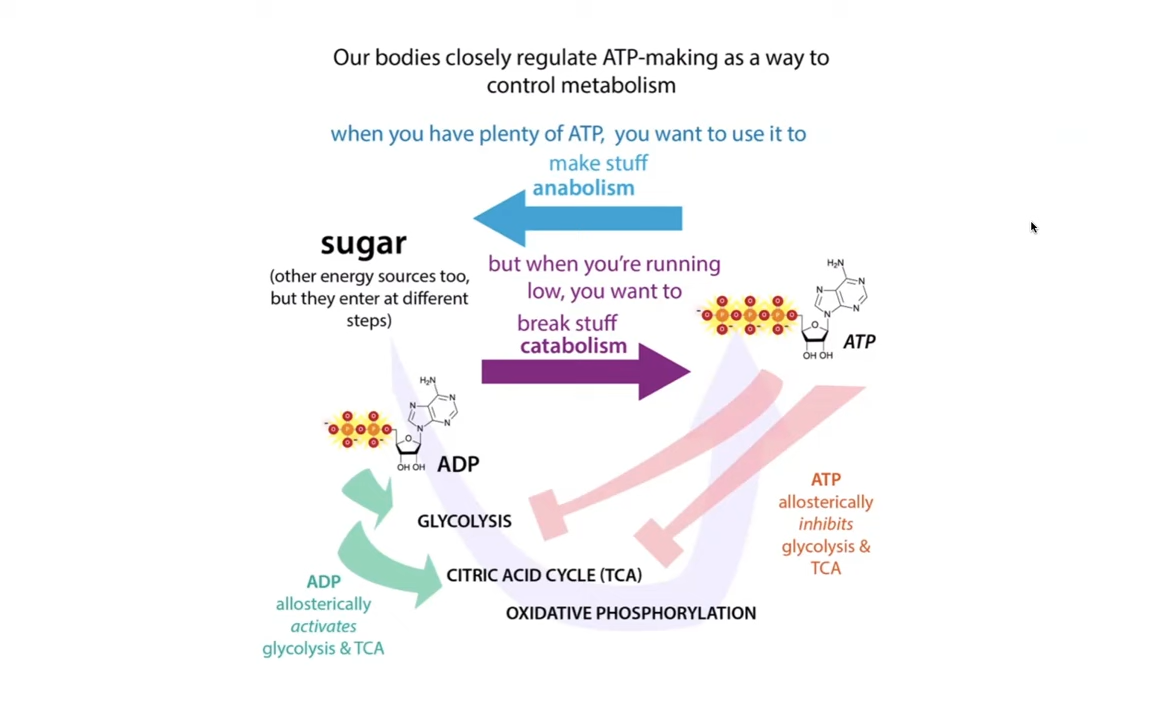 Our bodies closely regulate ATP-making as a way to
control metabolism
when you have plenty of ATP, you want to use it to
make stuff
anabolism
sugar
(other energy sources too,
but they enter at different
steps)
but when you're running
low, you want to
break stuff
catabolism
H₂N
N
N
N
N
O
OH OH
- O P O P O P O
O O O
O- O- O-
ATP
H₂N
N
N
N
N
O
OH OH
- O P O P O
O O
O- O-
ADP
GLYCOLYSIS
CITRIC ACID CYCLE (TCA)
OXIDATIVE PHOSPHORYLATION
ADP
allosterically
activates
glycolysis & TCA
ATP
allosterically
inhibits
glycolysis &
TCA